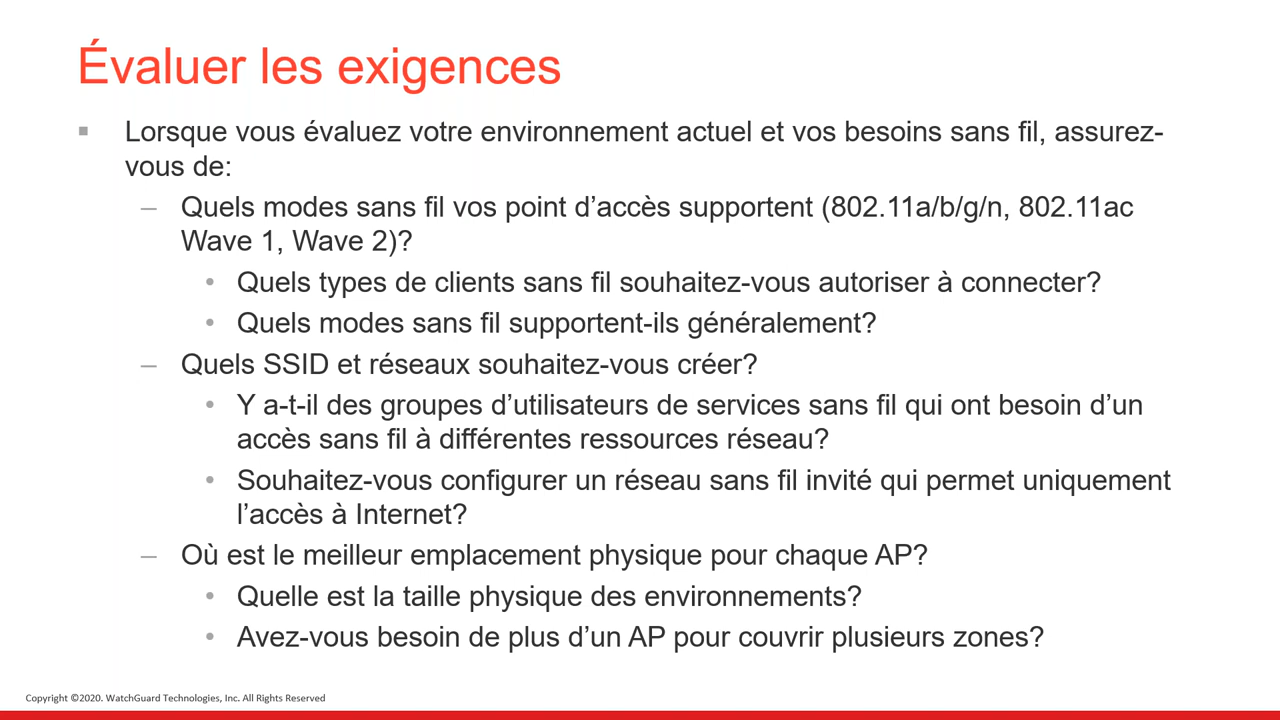 Évaluer les exigences
Lorsque vous évaluez votre environnement actuel et vos besoins sans fil, assurez-
vous de:
Quels modes sans fil vos point d’accès supportent (802.11a/b/g/n, 802.11ac
Wave 1, Wave 2)?
Quels types de clients sans fil souhaitez-vous autoriser à connecter?
Quels modes sans fil supportent-ils généralement?
Quels SSID et réseaux souhaitez-vous créer?
Y a-t-il des groupes d’utilisateurs de services sans fil qui ont besoin d’un
accès sans fil à différentes ressources réseau?
Souhaitez-vous configurer un réseau sans fil invité qui permet uniquement
l’accès à Internet?
Où est le meilleur emplacement physique pour chaque AP?
Quelle est la taille physique des environnements?
Avez-vous besoin de plus d’un AP pour couvrir plusieurs zones?
Copyright ©2020. WatchGuard Technologies, Inc. All Rights Reserved